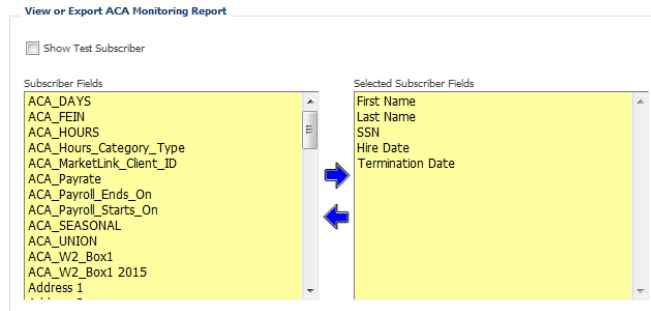 View or Export ACA Monitoring Report
Show Test Subscriber
Subscriber Fields
ACA_DAYS
ACA_FEIN
ACA_HOURS
ACA_Hours_Category_Type
ACA_MarketLink_Client_ID
ACA_Payrate
ACA_Payroll_Ends_On
ACA_Payroll_Starts_On
ACA_SEASONAL
ACA_UNION
ACA_W2_Box1
ACA_W2_Box1 2015
Address 1
Selected Subscriber Fields
First Name
Last Name
SSN
Hire Date
Termination Date